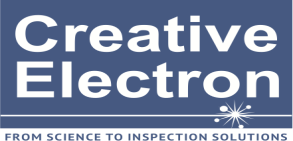 Creative
Electron
FROM SCIENCE TO INSPECTION SOLUTIONS